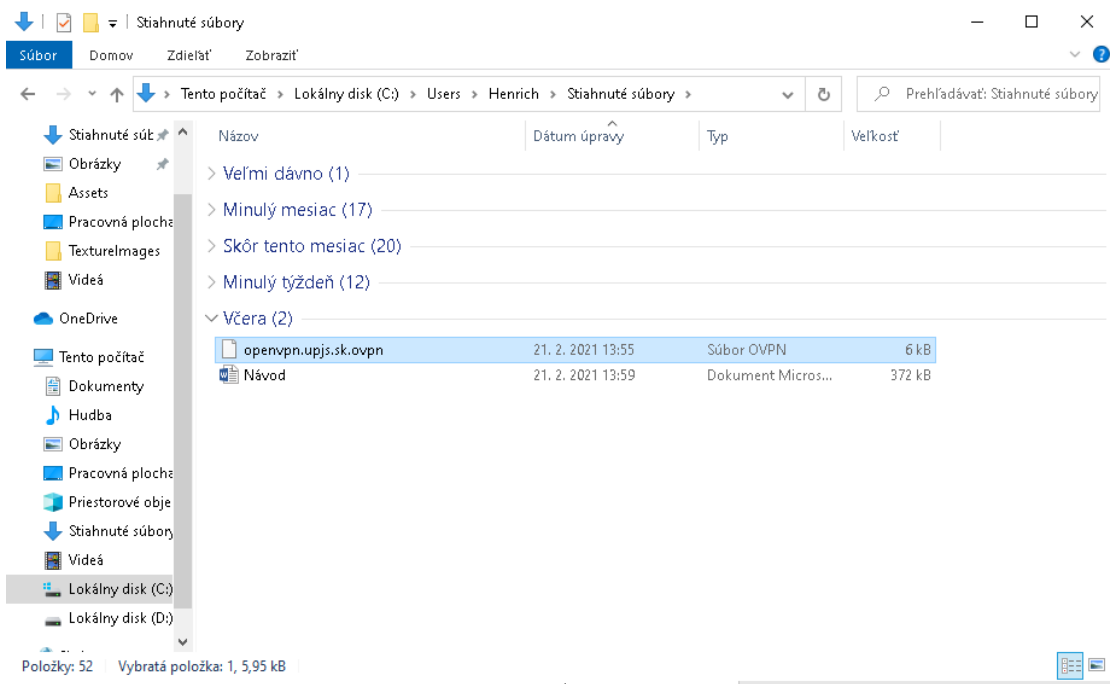 Stiahnuté súbory
Súbor Domov Zdieľať Zobraziť
Tento počítač Lokálny disk (C:) Users Henrich Stiahnuté súbory Prehľadávať: Stiahnuté súbory
Stiahnuté súb
Obrázky
Assets
Pracovná plocha
TextureImages
Videá
OneDrive
Tento počítač
Dokumenty
Hudba
Obrázky
Pracovná plocha
Priestorové obje
Stiahnuté súbory
Videá
Lokálny disk (C:)
Lokálny disk (D:)
Názov Dátum úpravy Typ Veľkosť
Veľmi dávno (1)
Minulý mesiac (17)
Skôr tento mesiac (20)
Minulý týždeň (12)
Včera (2)
openvpn.upjs.sk.ovpn 21. 2. 2021 13:55 Súbor OVPN 6 kB
Návod 21. 2. 2021 13:59 Dokument Micros... 372 kB
Položky: 52 Vybratá položka: 1, 5,95 kB